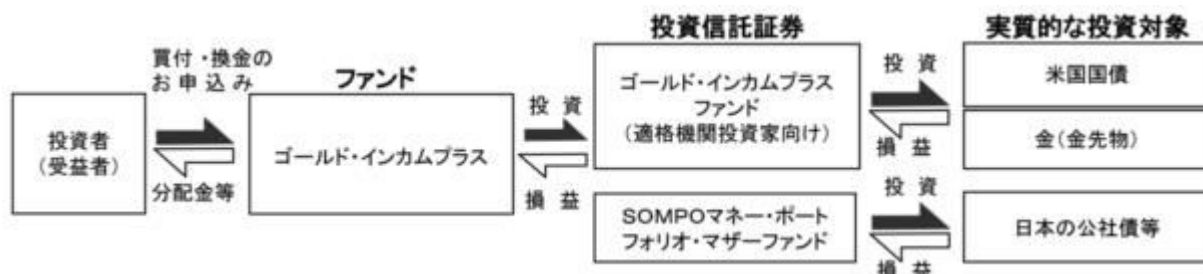 投資信託証券
実質的な投資対象
買付・換金の
お申込み
ファンド
投資者
(受益者)
分配金等
ゴールド・インカムプラス
投 資
損 益
ゴールド・インカムプラス
ファンド
(適格機関投資家向け)
投 資
損 益
米国国債
金(金先物)
SOMPOマネー・ポート
フォリオ・マザーファンド
投 資
損 益
日本の公社債等